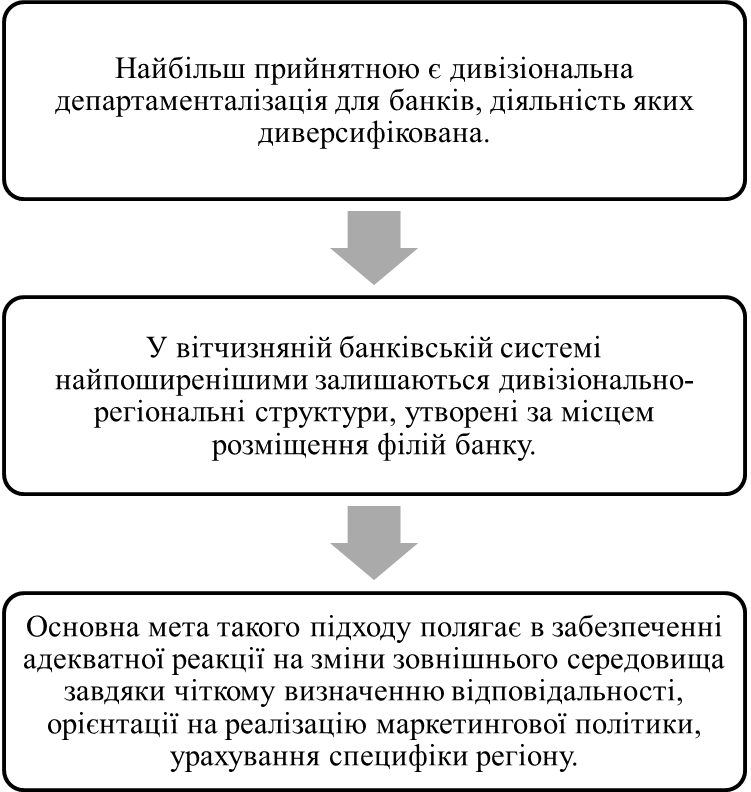 Найбільш прийнятною є дивізіональна
департаменталізація для банків, діяльність яких
диверсифікована.
У вітчизняній банківській системі
найпоширенішими залишаються дивізіонально-
регіональні структури, утворені за місцем
розміщення філій банку.
Основна мета такого підходу полягає в забезпеченні
адекватної реакції на зміни зовнішнього середовища
завдяки чіткому визначенню відповідальності,
орієнтації на реалізацію маркетингової політики,
урахування специфіки регіону.